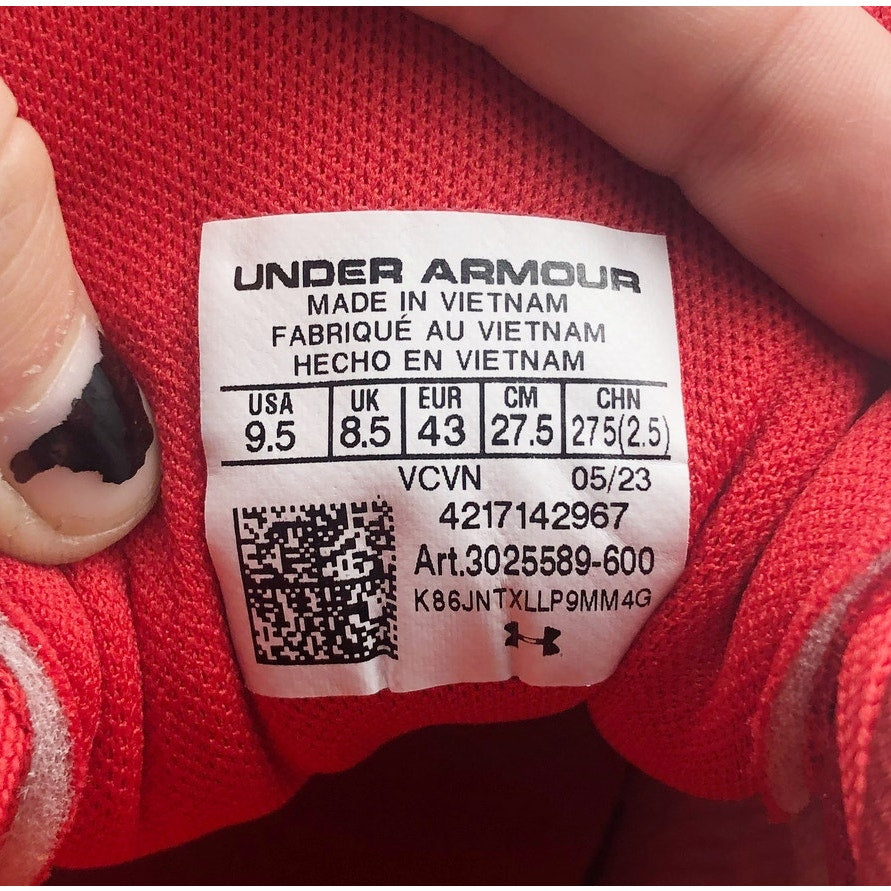 UNDER ARMOUR
MADE IN VIETNAM
FABRIQUÉ AU VIETNAM
HECHO EN VIETNAM
USA UK EUR CM CHN
9.5 8.5 43 27.5 275(2.5)
VCVN 05/23
4217142967
Art.3025589-600
K86JNTXLLP9MM4G